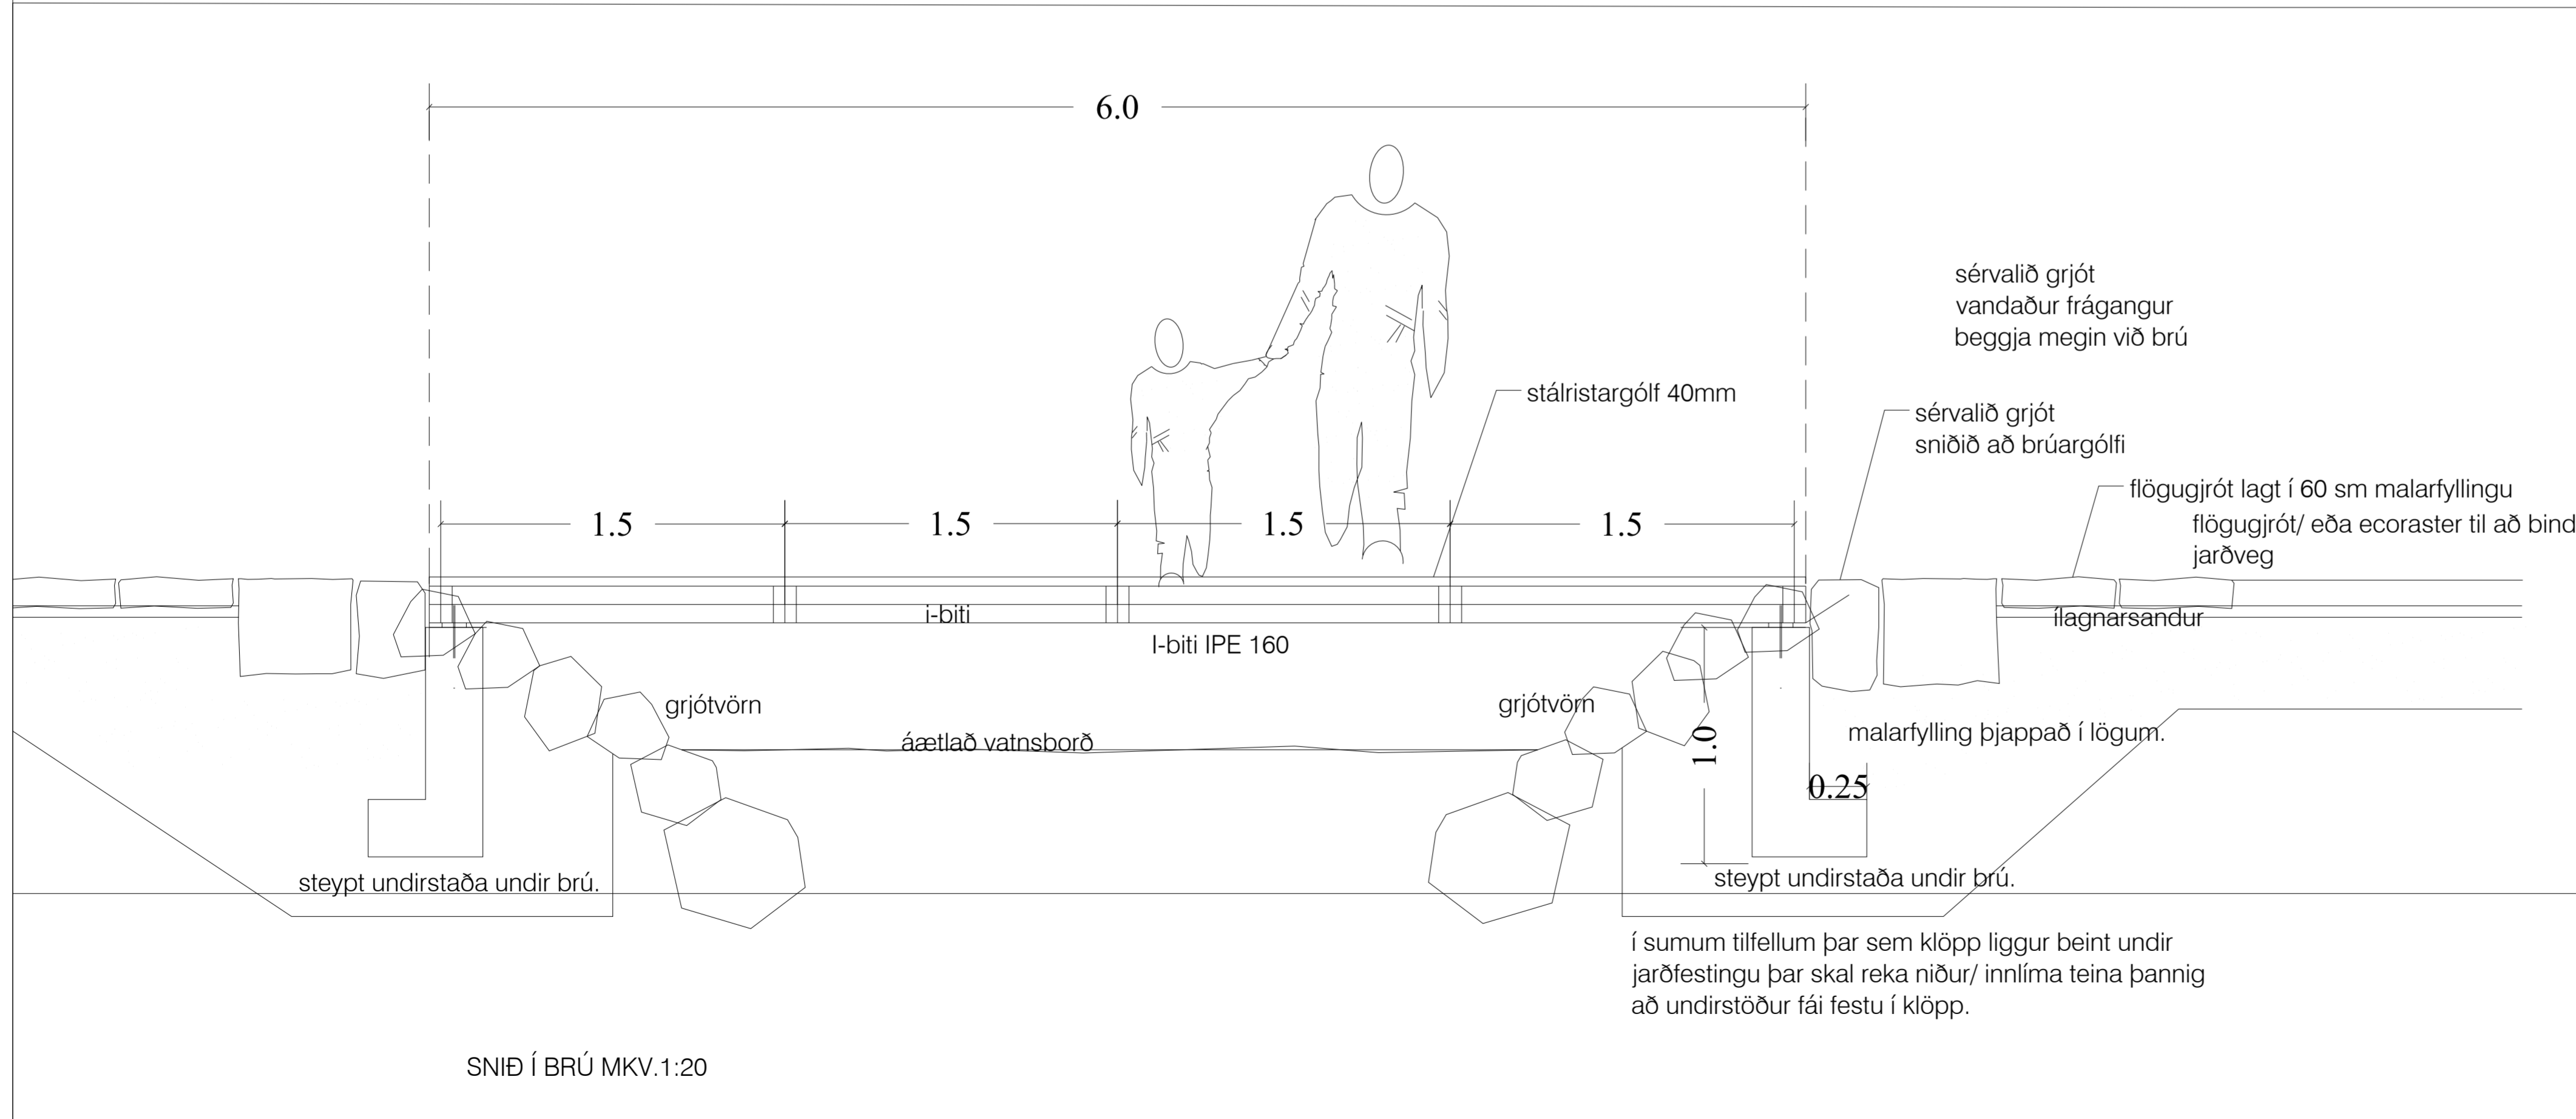 6.0
sérvalið grjót
vandaður frágangur
beggja megin við brú
stálristargólf 40mm
sérvalið grjót
sniðið að brúargólfi
flögugjrót lagt í 60 sm malarfyllingu
flögugjrót/ eða ecoraster til að bind
jarðveg
1.5
1.5
1.5
1.5
i-biti
I-biti IPE 160
ílagnarsandur
grjótvörn
grjótvörn
áætlað vatnsborð
1.0
malarfylling þjappað í lögum.
0.25
steypt undirstaða undir brú.
steypt undirstaða undir brú.
í sumum tilfellum þar sem klöpp liggur beint undir
jarðfestingu þar skal reka niður/ innlíma teina þannig
að undirstöður fái festu í klöpp.
SNIÐ Í BRÚ MKV.1:20